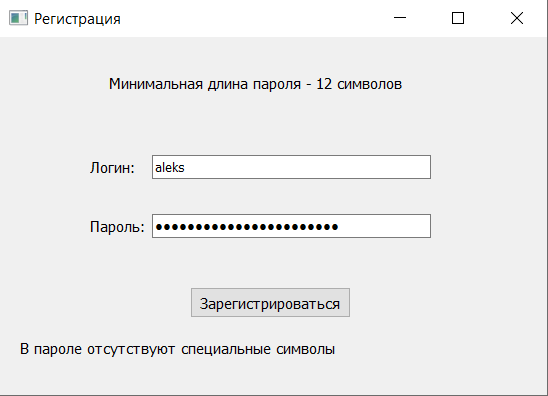 Регистрация
Минимальная длина пароля - 12 символов
Логин: aleks
Пароль: ●●●●●●●●●●●●●●●●●●●●●●●
Зарегистрироваться
В пароле отсутствуют специальные символы